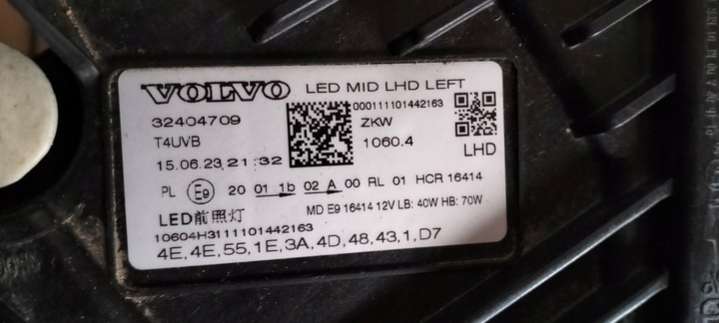 VOLVO LED MID LHD LEFT
32404709
000111101442163
T4UVB
ZKW
15.06.23, 21:32
1060.4
LHD
PL E9 20 01 1b 02 A 00 RL 01 HCR 16414
MD E9 16414 12V LB: 40W HB: 70W
LED前照灯
10604H3111101442163
4E,4E,55,1E,3A,4D,48,43,1,D7